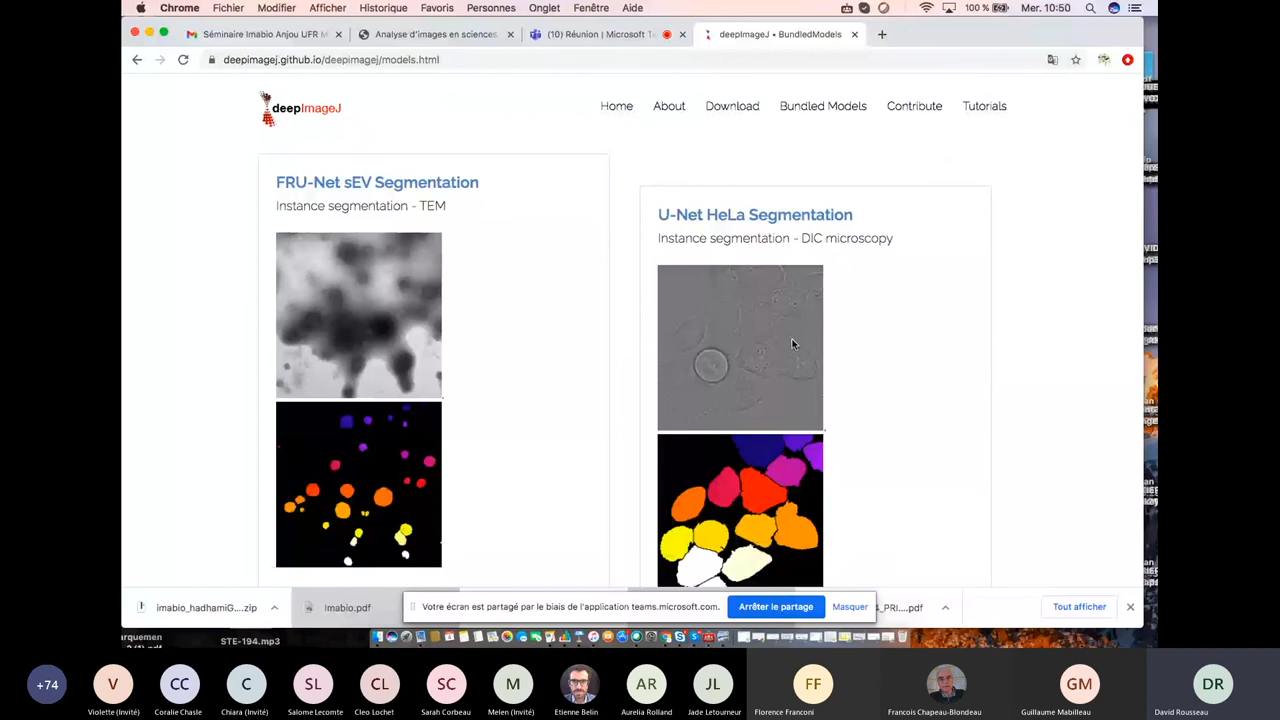 Chrome Fichier Modifier Afficher Historique Favoris Personnes Onglet Fenêtre Aide
100 % Mer. 10:50
Séminaire Imabio Anjou UFR M
Analyse d'images en sciences
(10) Réunion | Microsoft Te
deepImageJ • BundledModels
deepimagej.github.io/deepimagej/models.html
deepImageJ
Home About Download Bundled Models Contribute Tutorials
FRU-Net sEV Segmentation
Instance segmentation - TEM
U-Net HeLa Segmentation
Instance segmentation - DIC microscopy
imabio_hadhamiG....zip
Imabio.pdf
Votre écran est partagé par le biais de l'application teams.microsoft.com.
Arrêter le partage
Masquer
4_PRI....pdf
Tout afficher
STE-194.mp3
+74
V
CC
C
SL
CL
SC
M
AR
JL
FF
GM
DR
Violette (Invité)
Coralie Chasle
Chiara (Invité)
Salome Lecomte
Cleo Lochet
Sarah Corbeau
Melen (Invité)
Etienne Belin
Aurelia Rolland
Jade Letourneur
Florence Franconi
Francois Chapeau-Blondeau
Guillaume Mabilleau
David Rousseau